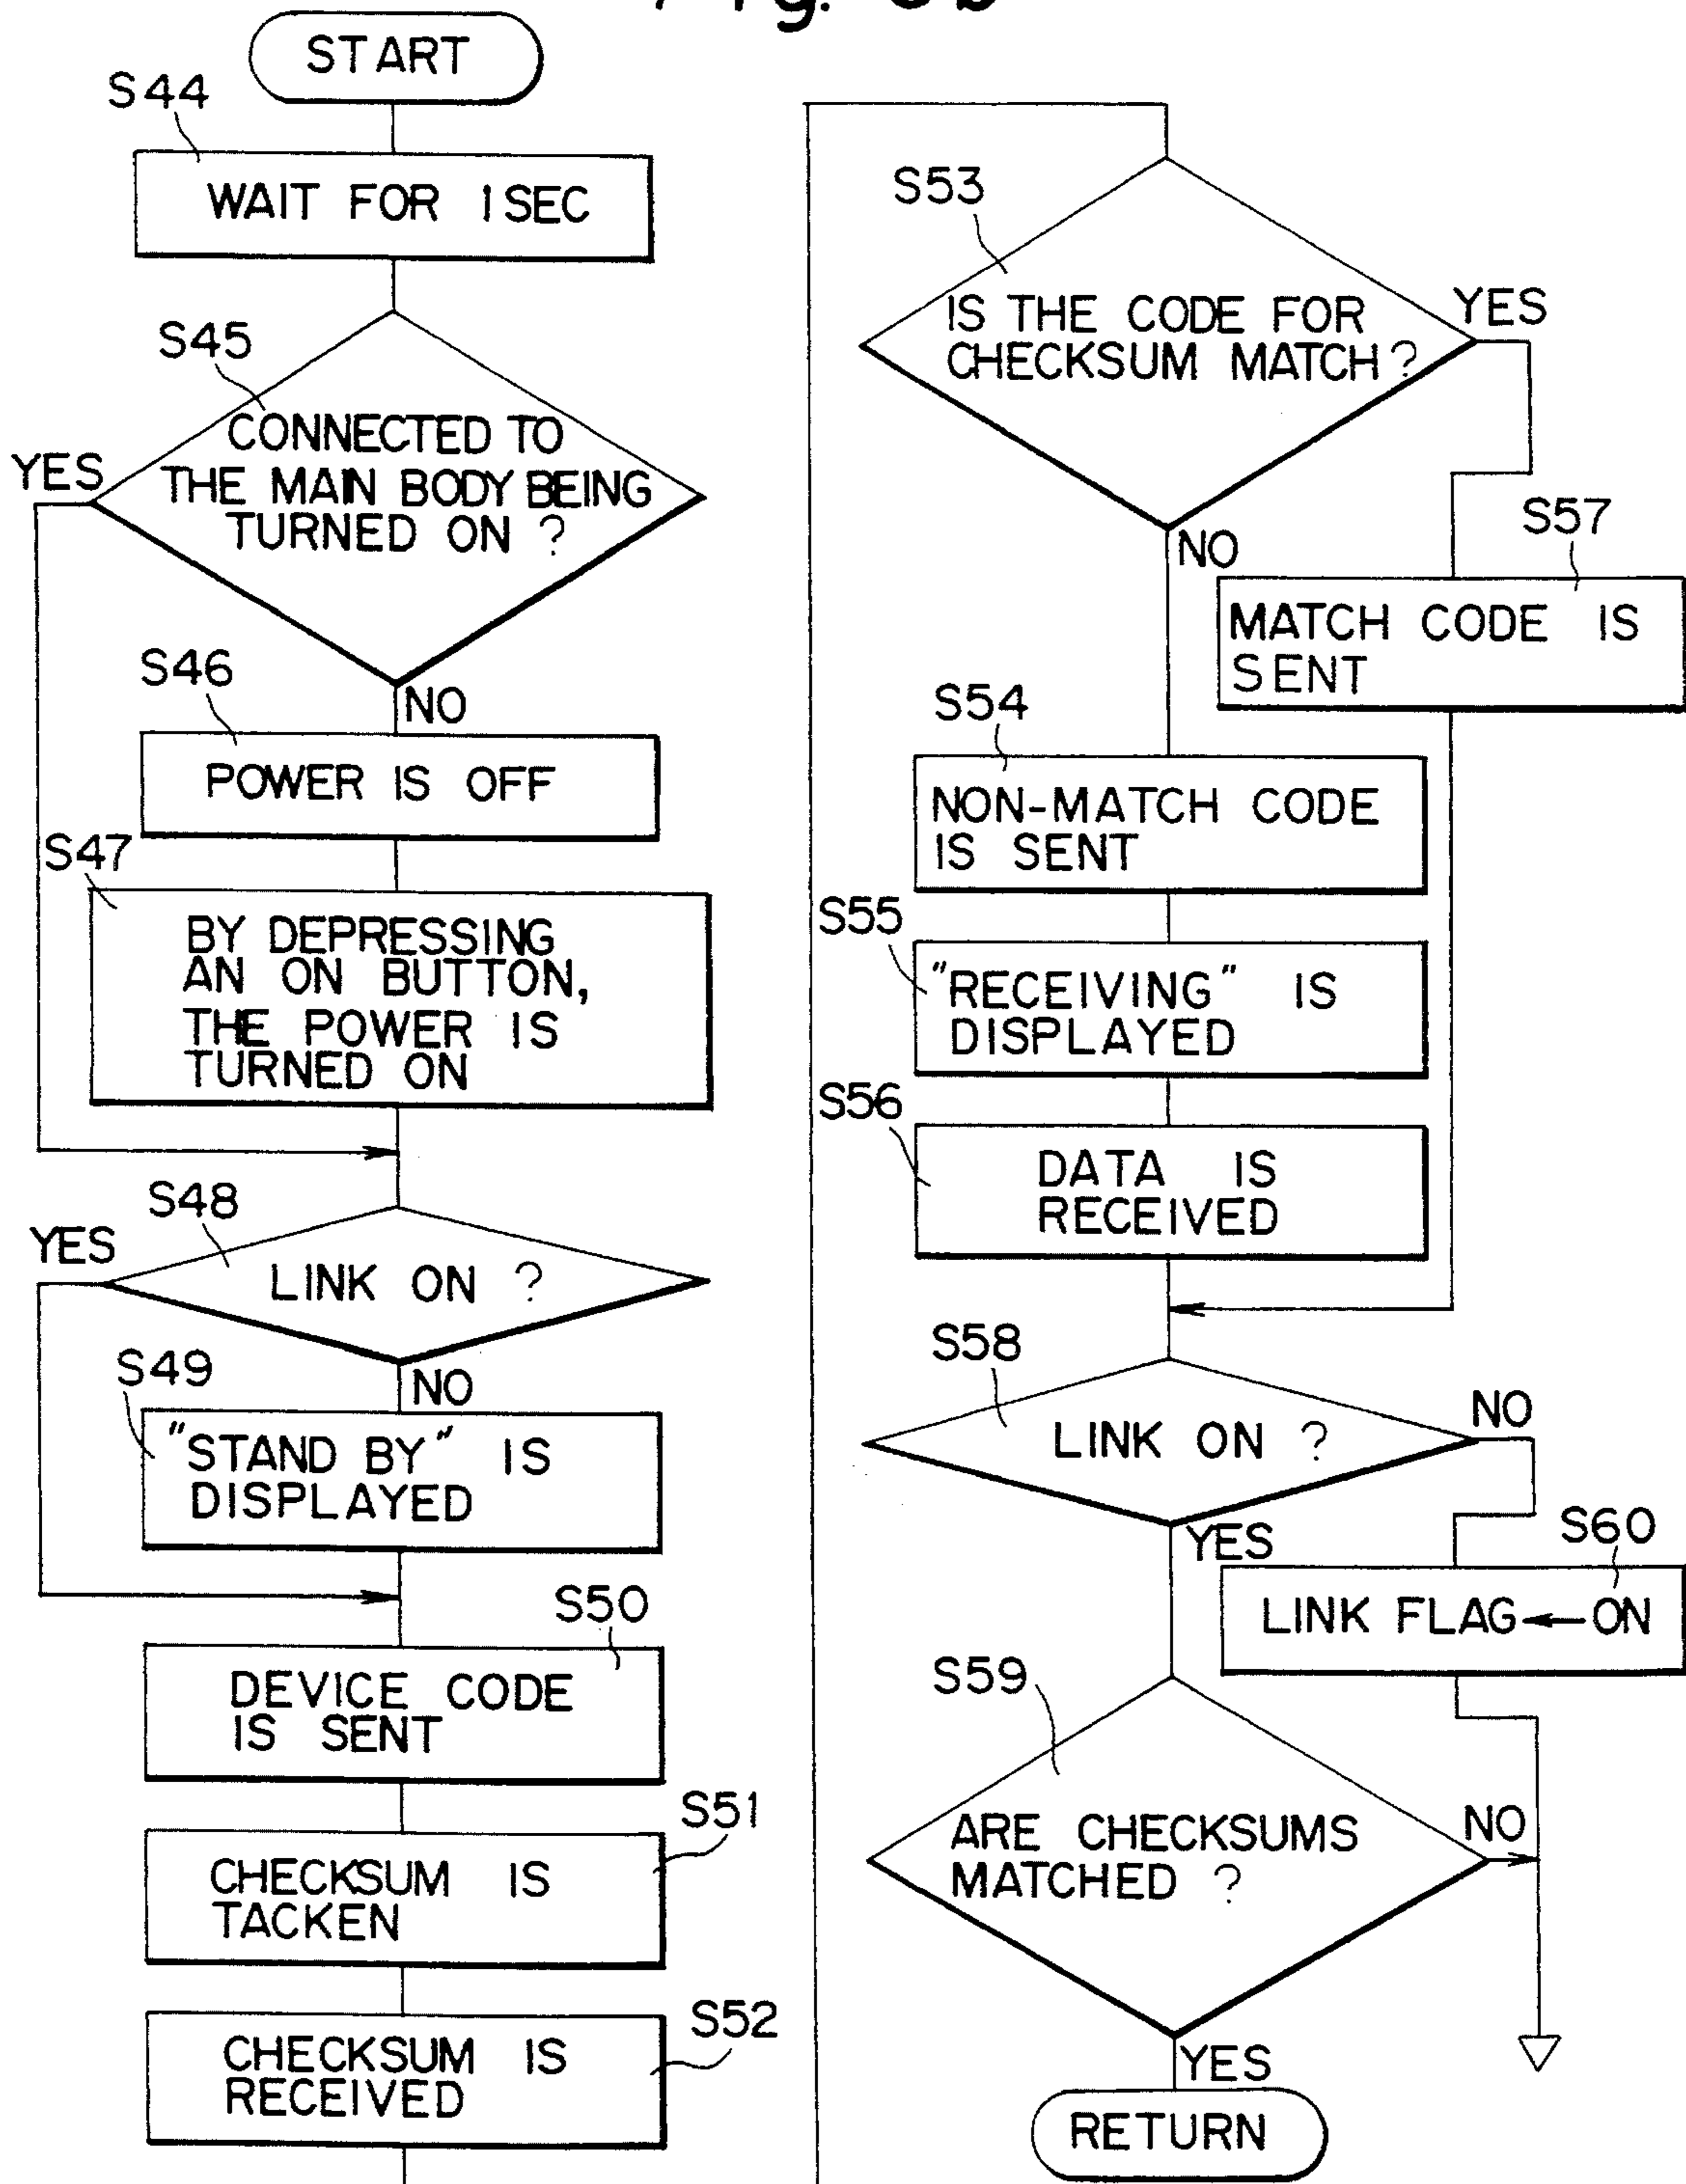 Fig.
START
S44
WAIT FOR 1 SEC
S45
CONNECTED TO
THE MAIN BODY BEING
TURNED ON ?
YES
NO
S46
POWER IS OFF
S47
BY DEPRESSING
AN ON BUTTON,
THE POWER IS
TURNED ON
S48
YES
LINK ON ?
NO
S49
"STAND BY" IS
DISPLAYED
S50
DEVICE CODE
IS SENT
S51
CHECKSUM IS
TACKEN
S52
CHECKSUM IS
RECEIVED
S53
IS THE CODE FOR
CHECKSUM MATCH ?
YES
NO
S57
MATCH CODE IS
SENT
S54
NON-MATCH CODE
IS SENT
S55
"RECEIVING" IS
DISPLAYED
S56
DATA IS
RECEIVED
S58
LINK ON ?
NO
YES
S60
LINK FLAG ← ON
S59
ARE CHECKSUMS
MATCHED ?
NO
YES
RETURN